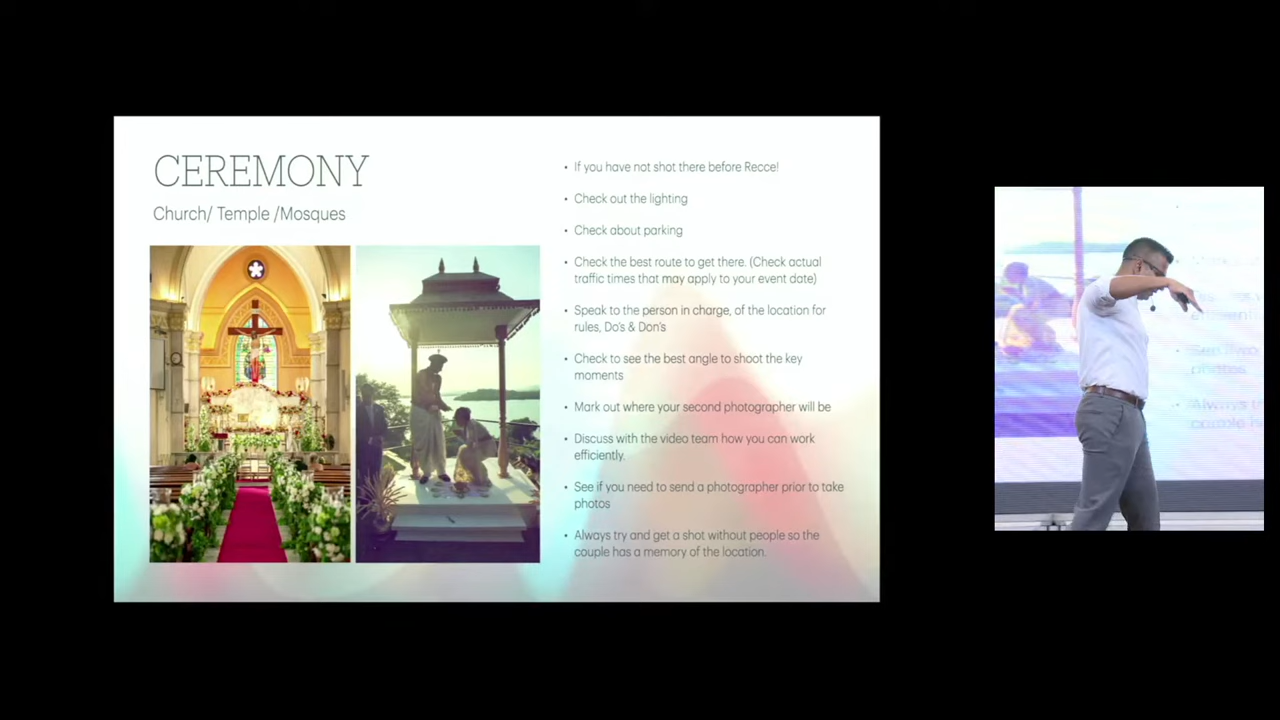 CEREMONY
Church/ Temple /Mosques
• If you have not shot there before Recce!
• Check out the lighting
• Check about parking
• Check the best route to get there. (Check actual
traffic times that may apply to your event date)
• Speak to the person in charge, of the location for
rules, Do's & Don's
• Check to see the best angle to shoot the key
moments
• Mark out where your second photographer will be
• Discuss with the video team how you can work
efficiently.
• See if you need to send a photographer prior to take
photos
• Always try and get a shot without people so the
couple has a memory of the location.